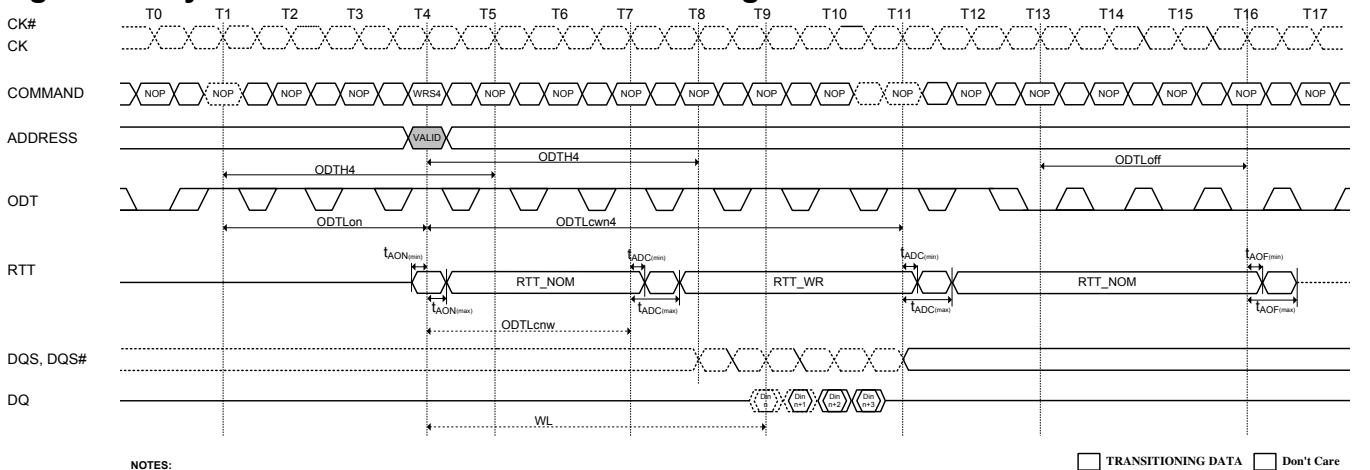 T0 T1 T2 T3 T4 T5 T6 T7 T8 T9 T10 T11 T12 T13 T14 T15 T16 T17
CK#
CK
COMMAND NOP NOP NOP NOP WRS4 NOP NOP NOP NOP NOP NOP NOP NOP NOP NOP NOP NOP NOP
ADDRESS VALID
ODTH4 ODTLoff
ODTH4
ODT
ODTLon ODTLcwn4
tAON(min) tADC(min) tADC(min) tAOF(min)
RTT RTT_NOM RTT_WR RTT_NOM
tAON(max) tADC(max) tADC(max) tAOF(max)
ODTLcnw
DQS, DQS#
DQ Din n Din n+1 Din n+2 Din n+3
WL
NOTES: TRANSITIONING DATA Don't Care